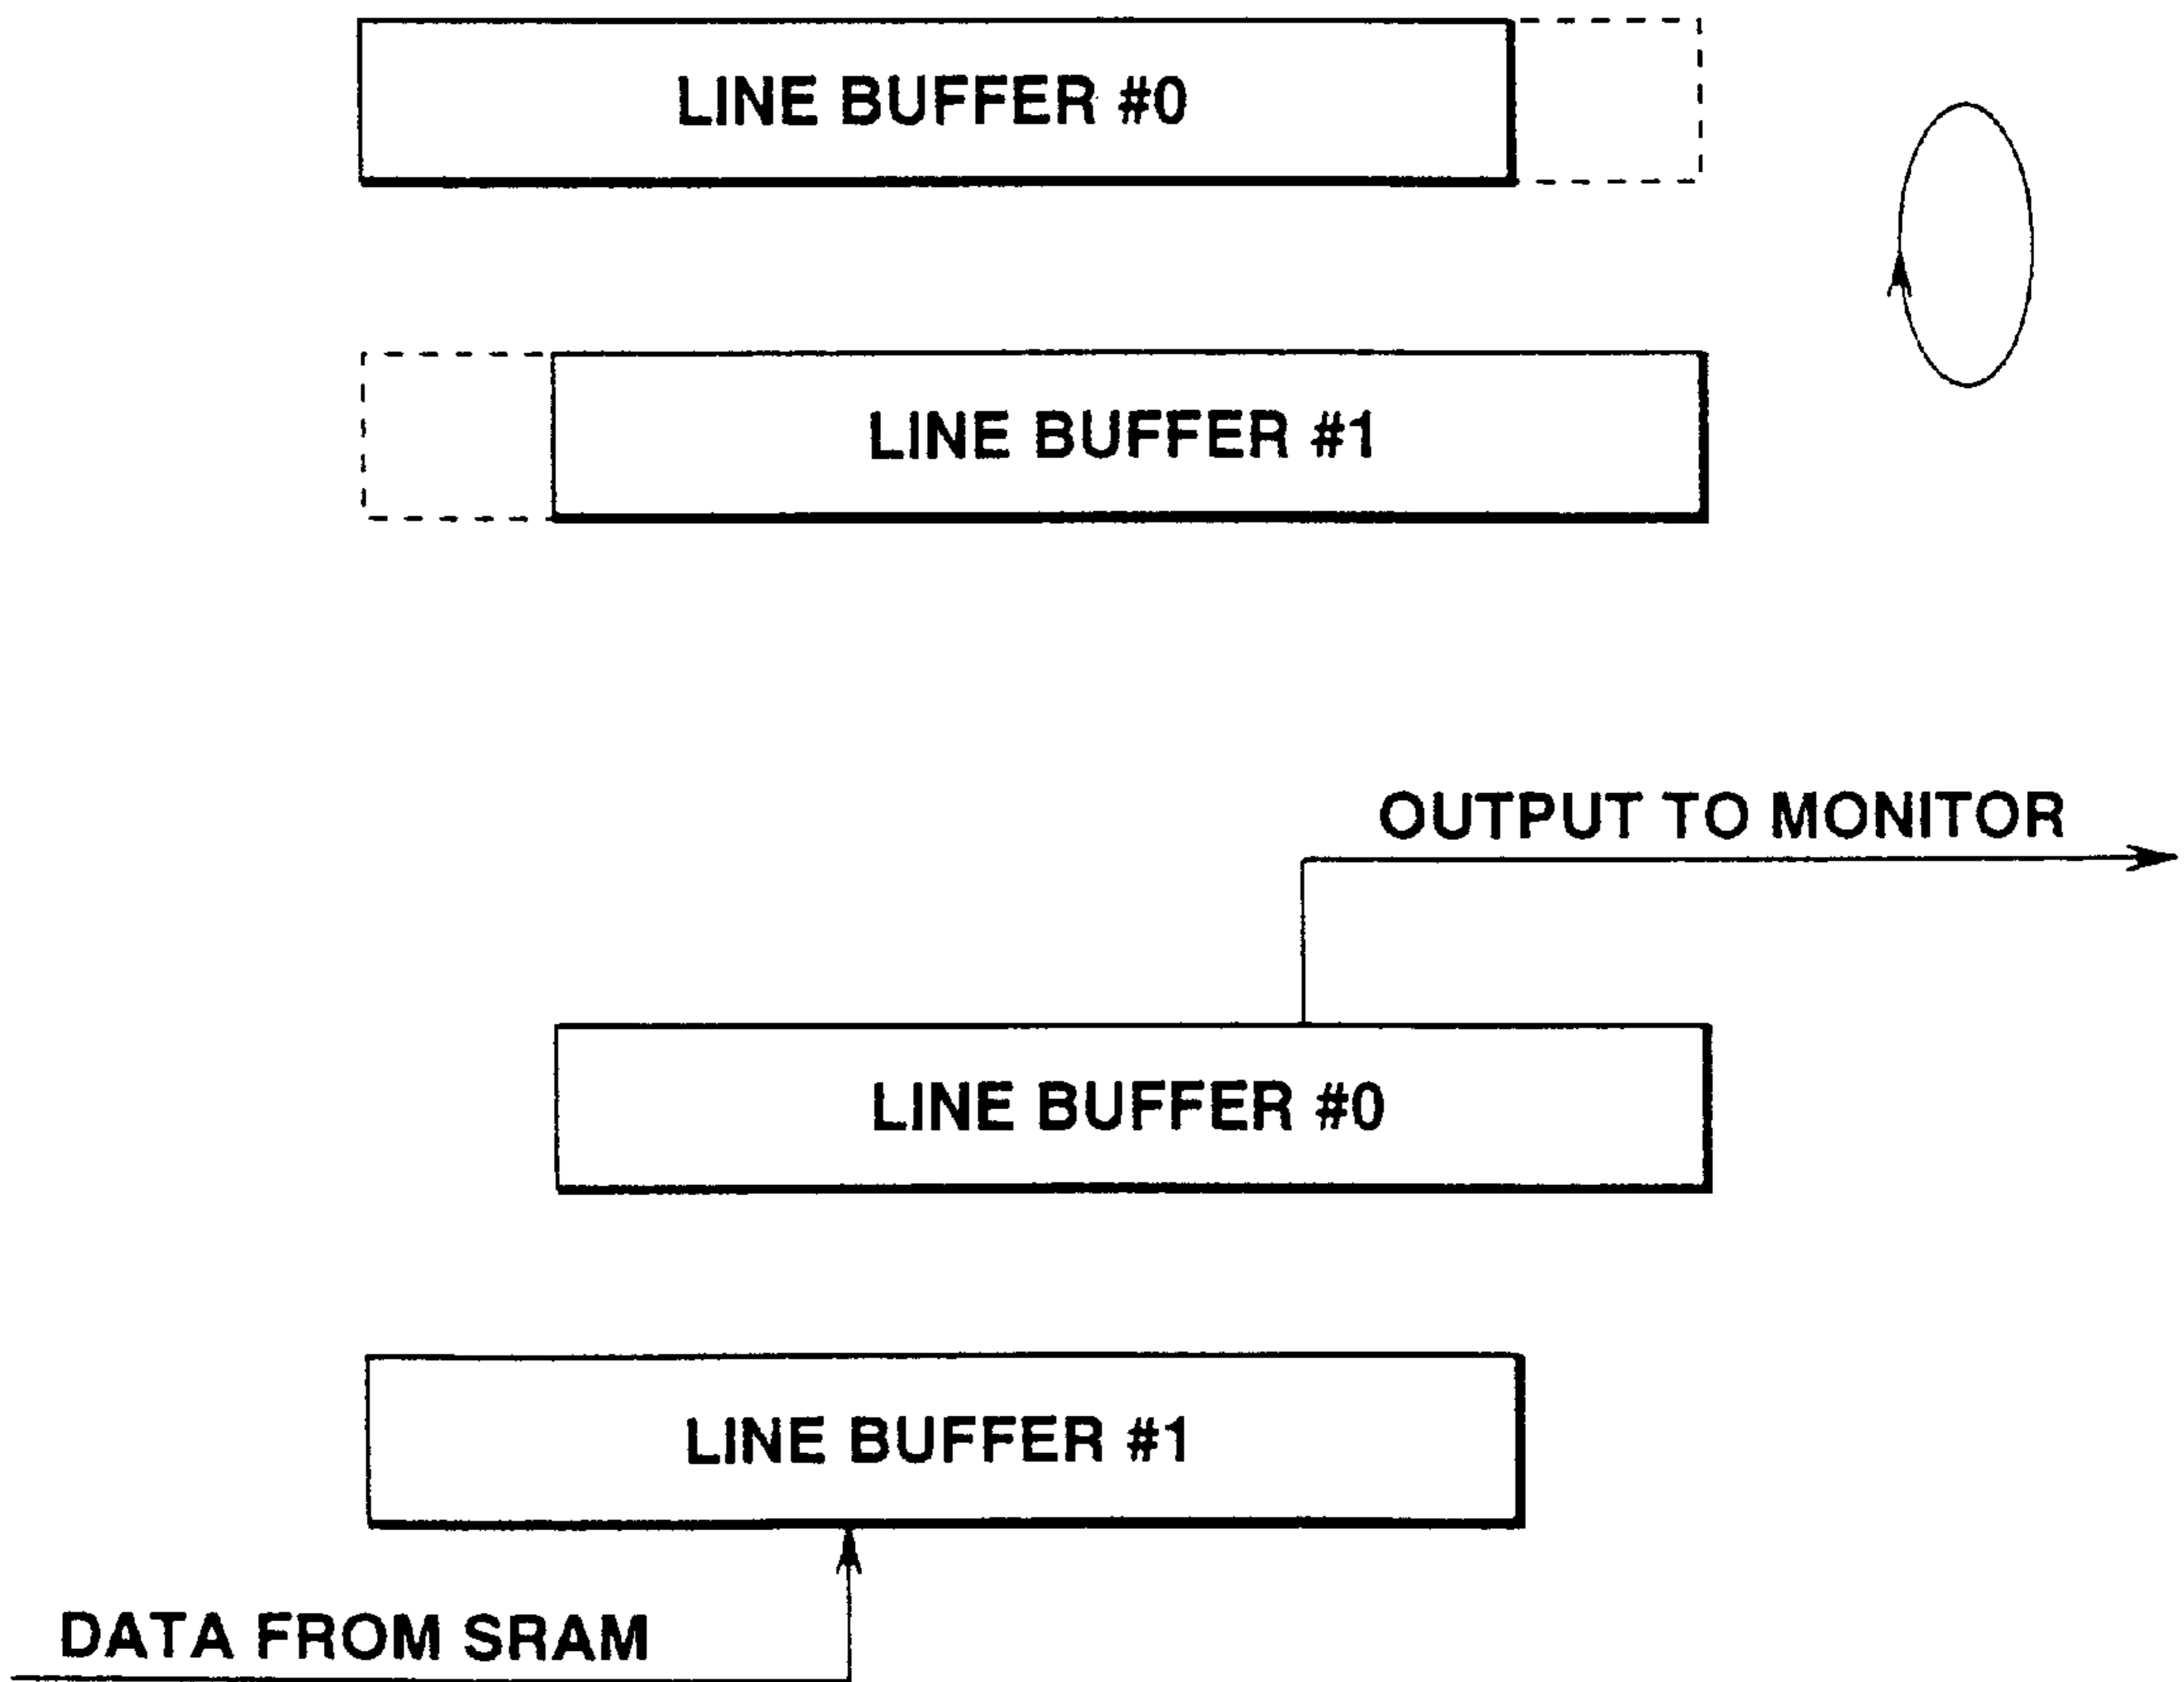 LINE BUFFER #0
LINE BUFFER #1
OUTPUT TO MONITOR
LINE BUFFER #0
LINE BUFFER #1
DATA FROM SRAM